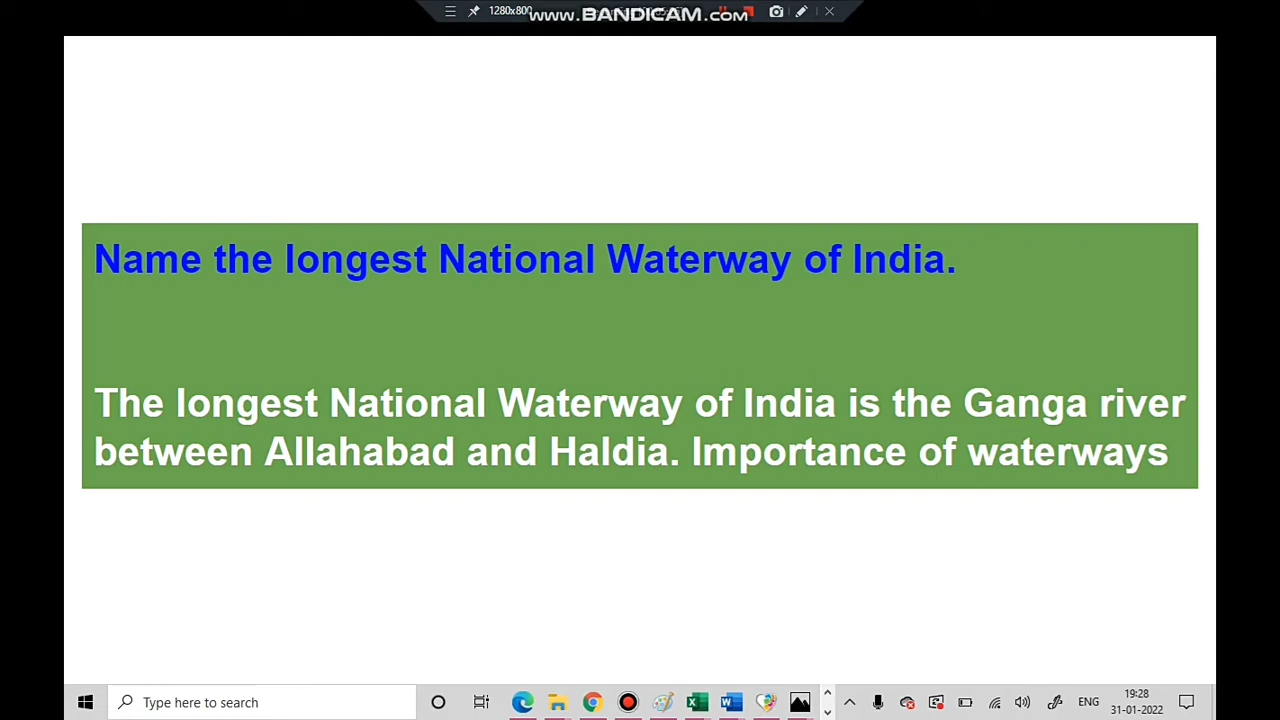 1280x800
www.BANDICAM.com
Name the longest National Waterway of India.
The longest National Waterway of India is the Ganga river
between Allahabad and Haldia. Importance of waterways
Type here to search
ENG
19:28
31-01-2022